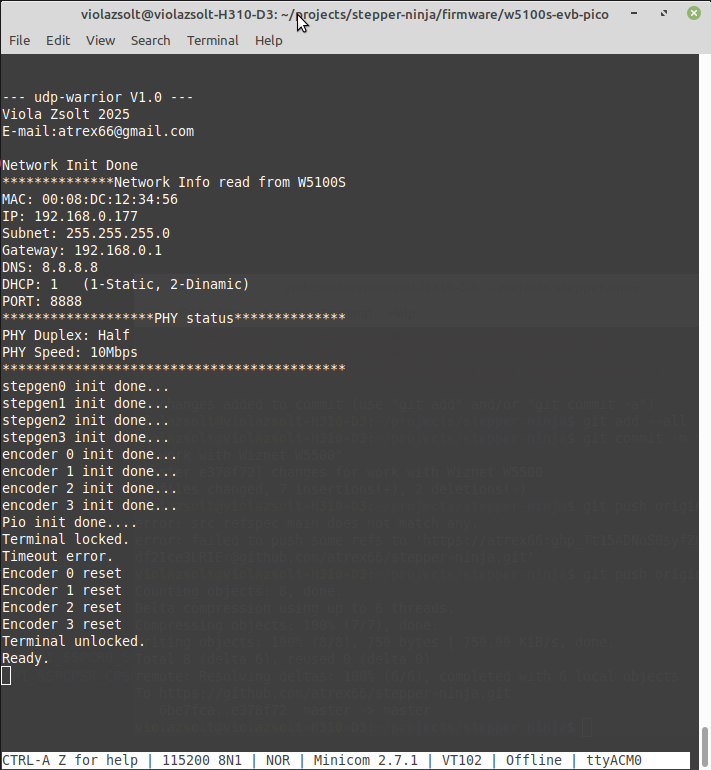 violazsolt@violazsolt-H310-D3: ~/projects/stepper-ninja/firmware/w5100s-evb-pico
File Edit View Search Terminal Help
--- udp-warrior V1.0 ---
Viola Zsolt 2025
E-mail:atrex66@gmail.com
Network Init Done
**************Network Info read from W5100S
MAC: 00:08:DC:12:34:56
IP: 192.168.0.177
Subnet: 255.255.255.0
Gateway: 192.168.0.1
DNS: 8.8.8.8
DHCP: 1   (1-Static, 2-Dinamic)
PORT: 8888
*******************PHY status**************
PHY Duplex: Half
PHY Speed: 10Mbps
*******************************************
stepgen0 init done...
stepgen1 init done...
stepgen2 init done...
stepgen3 init done...
encoder 0 init done...
encoder 1 init done...
encoder 2 init done...
encoder 3 init done...
Pio init done....
Terminal locked.
Timeout error.
Encoder 0 reset
Encoder 1 reset
Encoder 2 reset
Encoder 3 reset
Terminal unlocked.
Ready.
CTRL-A Z for help | 115200 8N1 | NOR | Minicom 2.7.1 | VT102 | Offline | ttyACM0